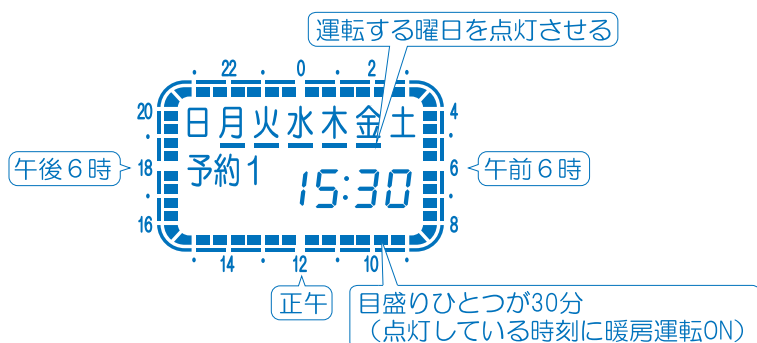 運転する曜日を点灯させる
・ 22 ・ 0 ・ 2 ・
20 日月火水木金土 4
・ ・
午後6時 18 予約1 15:30 6 午前6時
・ ・
16 8
・ 14 ・ 12 ・ 10 ・
正午
目盛りひとつが30分
（点灯している時刻に暖房運転ON）